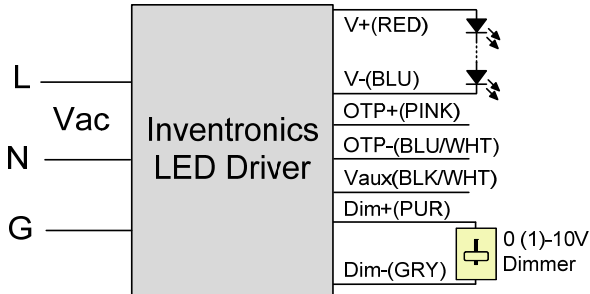 V+(RED)
L
V-(BLU)
OTP+(PINK)
Vac
Inventronics
LED Driver
N
OTP-(BLU/WHT)
Vaux(BLK/WHT)
Dim+(PUR)
G
0 (1)-10V
Dimmer
Dim-(GRY)